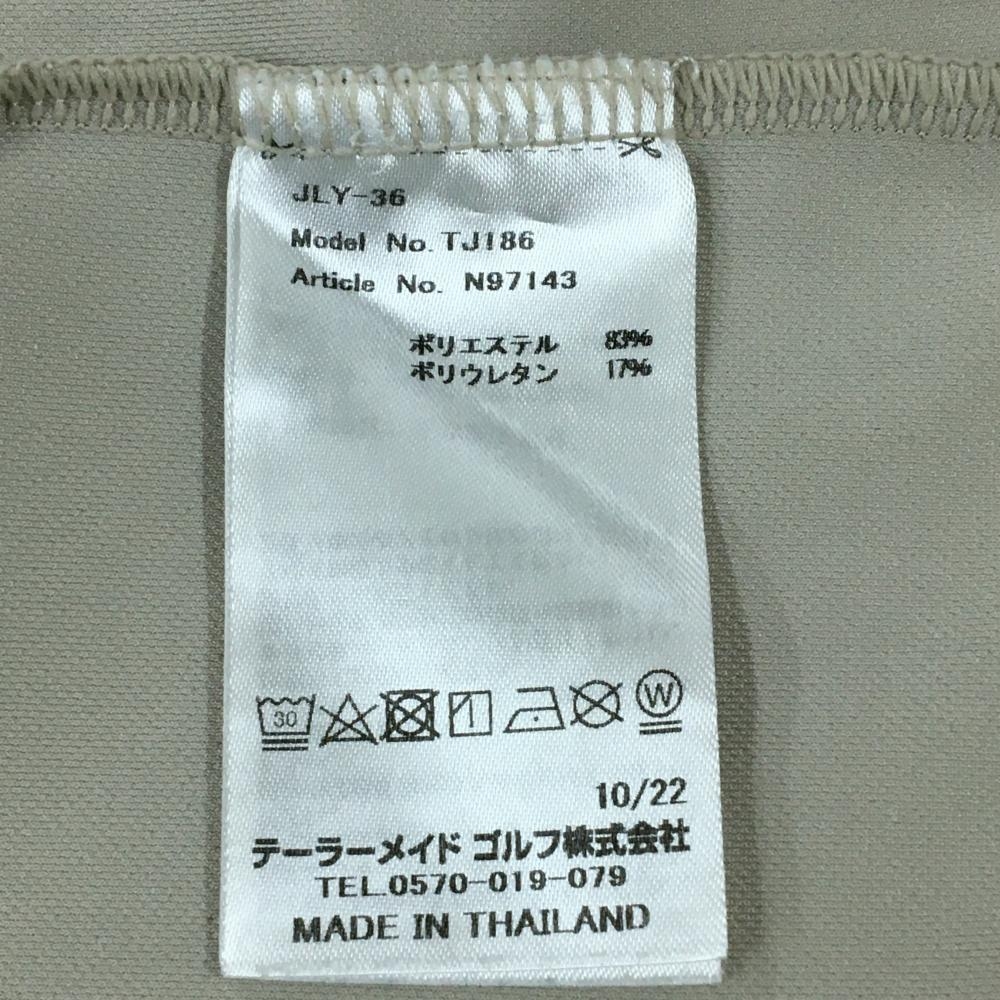 JLY-36
Model No. TJ186
Article No. N97143
ポリエステル 83%
ポリウレタン 17%
30
W
10/22
テーラーメイド ゴルフ株式会社
TEL.0570-019-079
MADE IN THAILAND